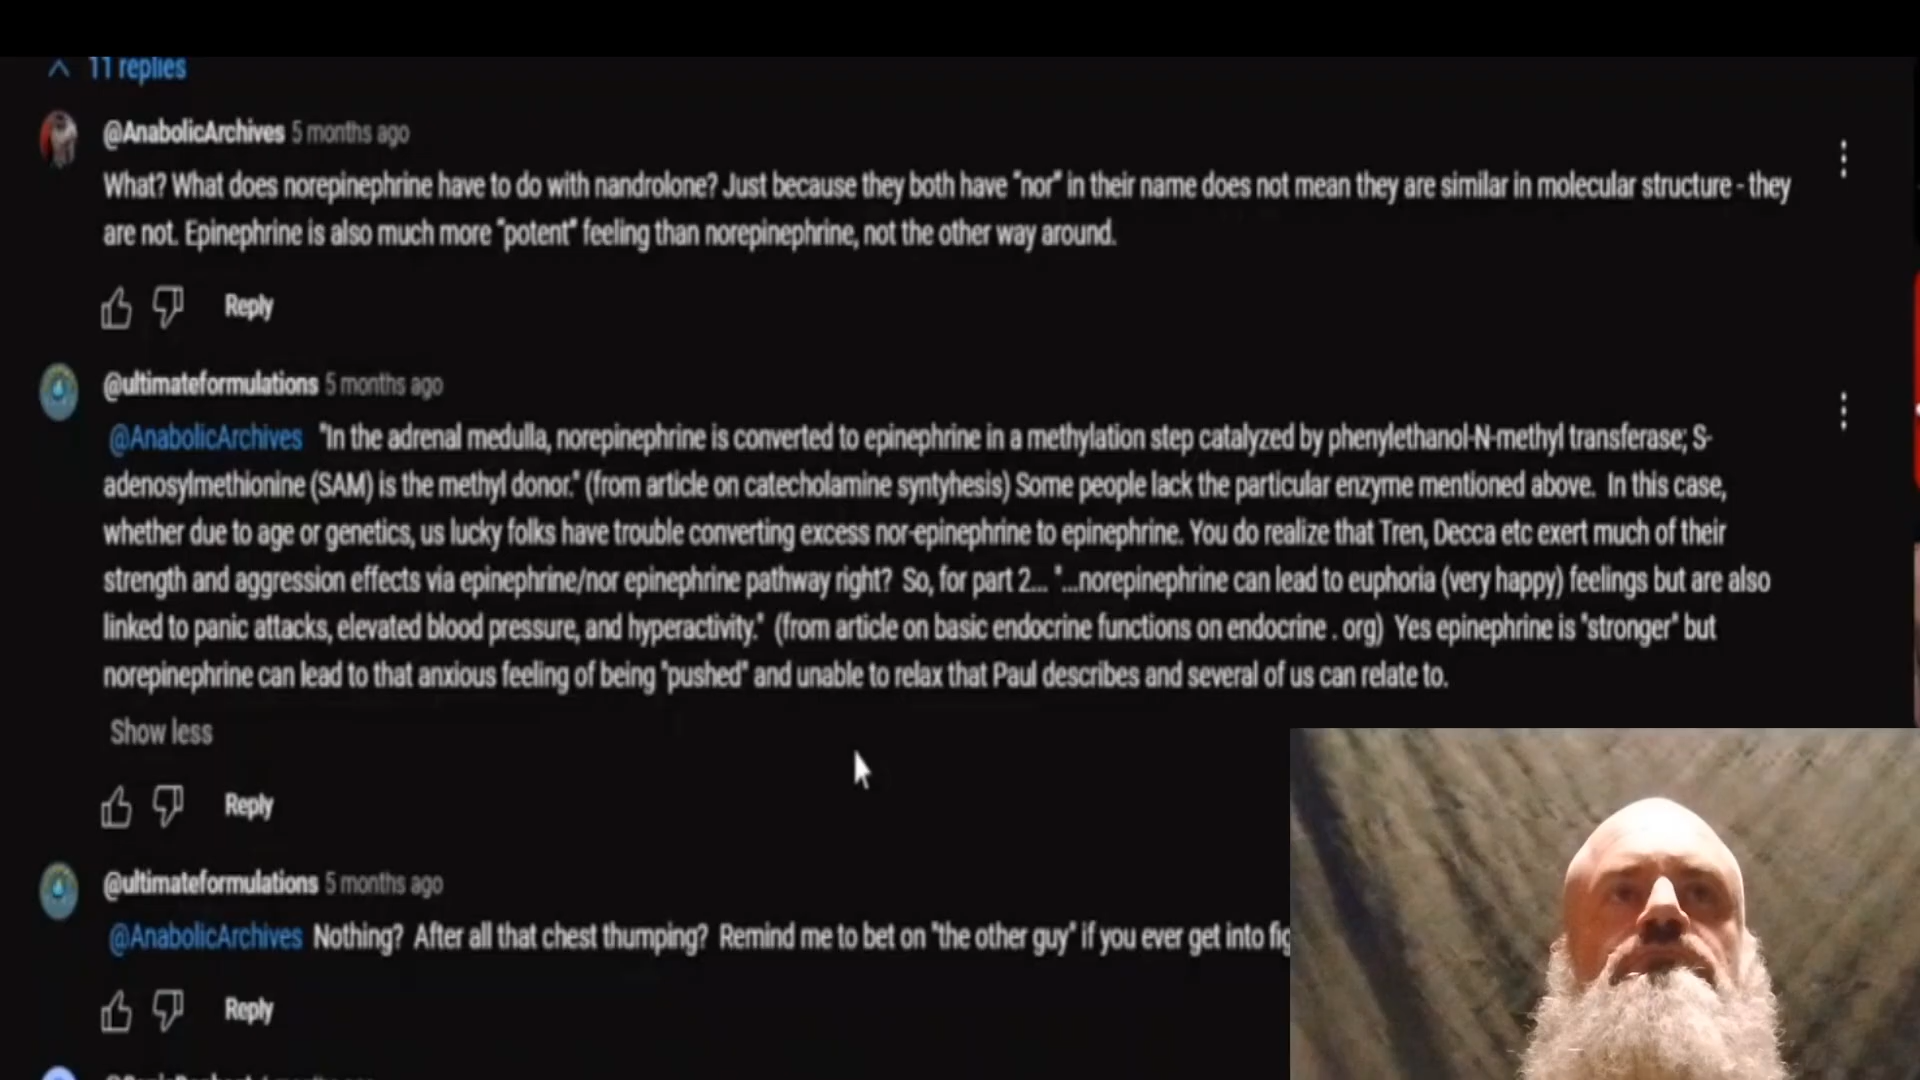 11 replies
@AnabolicArchives 5 months ago
What? What does norepinephrine have to do with nandrolone? Just because they both have "nor" in their name does not mean they are similar in molecular structure - they
are not. Epinephrine is also much more "potent" feeling than norepinephrine, not the other way around.
Reply
@ultimateformulations 5 months ago
@AnabolicArchives "In the adrenal medulla, norepinephrine is converted to epinephrine in a methylation step catalyzed by phenylethanol-N-methyl transferase; S-
adenosylmethionine (SAM) is the methyl donor." (from article on catecholamine syntyhesis) Some people lack the particular enzyme mentioned above. In this case,
whether due to age or genetics, us lucky folks have trouble converting excess nor-epinephrine to epinephrine. You do realize that Tren, Decca etc exert much of their
strength and aggression effects via epinephrine/nor epinephrine pathway right? So, for part 2... "...norepinephrine can lead to euphoria (very happy) feelings but are also
linked to panic attacks, elevated blood pressure, and hyperactivity." (from article on basic endocrine functions on endocrine . org) Yes epinephrine is "stronger" but
norepinephrine can lead to that anxious feeling of being "pushed" and unable to relax that Paul describes and several of us can relate to.
Show less
Reply
@ultimateformulations 5 months ago
@AnabolicArchives Nothing? After all that chest thumping? Remind me to bet on "the other guy" if you ever get into
Reply